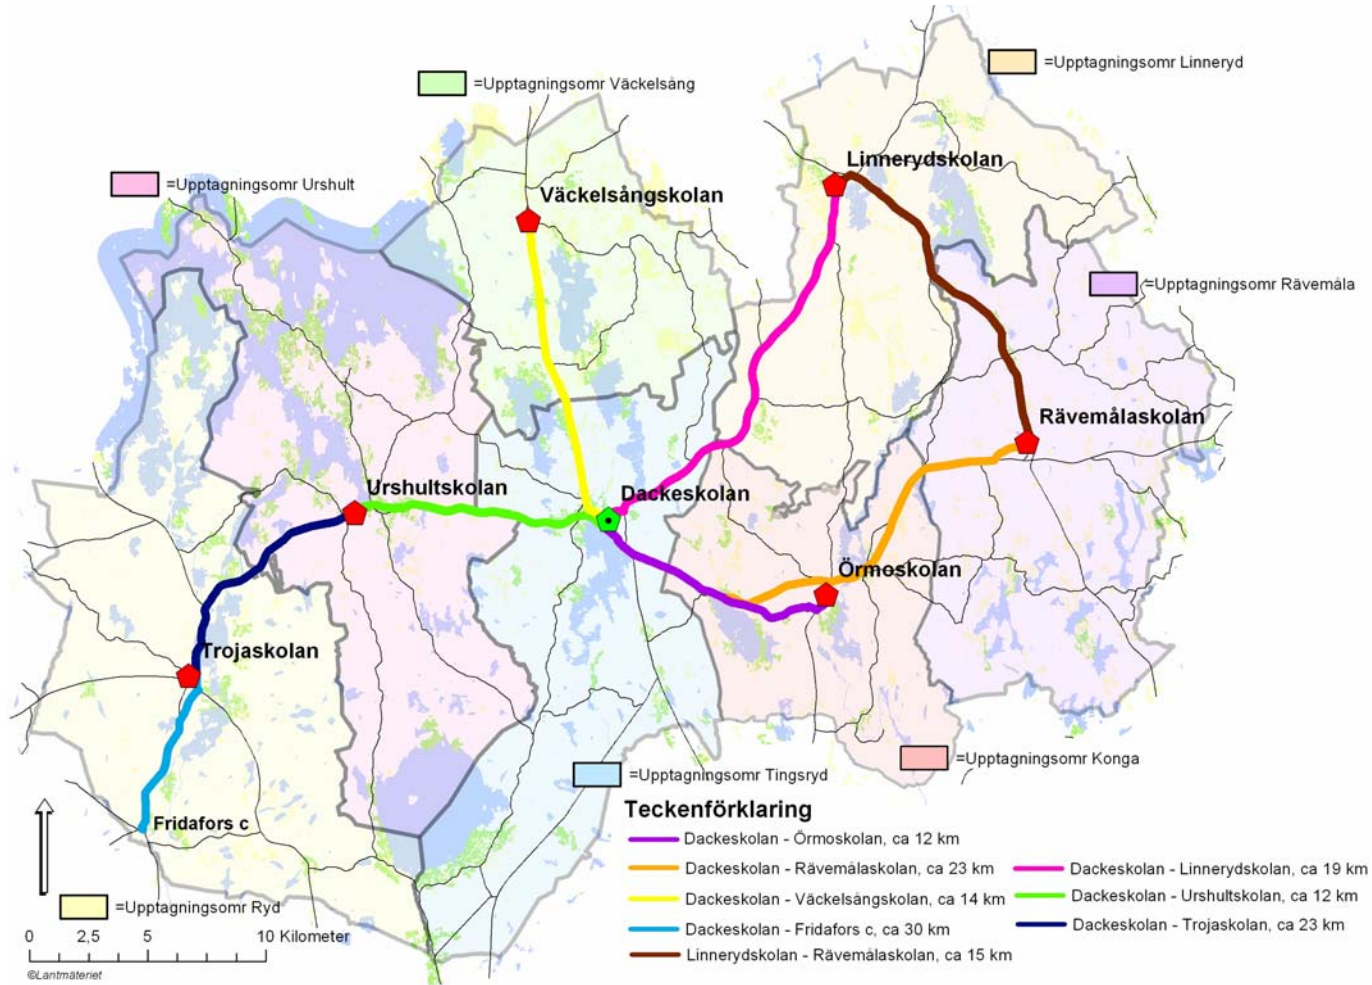 =Upptagningsomr Linneryd
=Upptagningsomr Väckelsång
Linnerydskolan
=Upptagningsomr Urshult
Väckelsångskolan
=Upptagningsomr Rävemåla
Rävemålaskolan
Urshultskolan
Dackeskolan
Örmoskolan
Trojaskolan
=Upptagningsomr Konga
=Upptagningsomr Tingsryd
Fridafors c
=Upptagningsomr Ryd
0 2,5 5 10 Kilometer
©Lantmäteriet
Teckenförklaring
Dackeskolan - Örmoskolan, ca 12 km
Dackeskolan - Rävemålaskolan, ca 23 km
Dackeskolan - Väckelsångskolan, ca 14 km
Dackeskolan - Fridafors c, ca 30 km
Linnerydskolan - Rävemålaskolan, ca 15 km
Dackeskolan - Linnerydskolan, ca 19 km
Dackeskolan - Urshultskolan, ca 12 km
Dackeskolan - Trojaskolan, ca 23 km